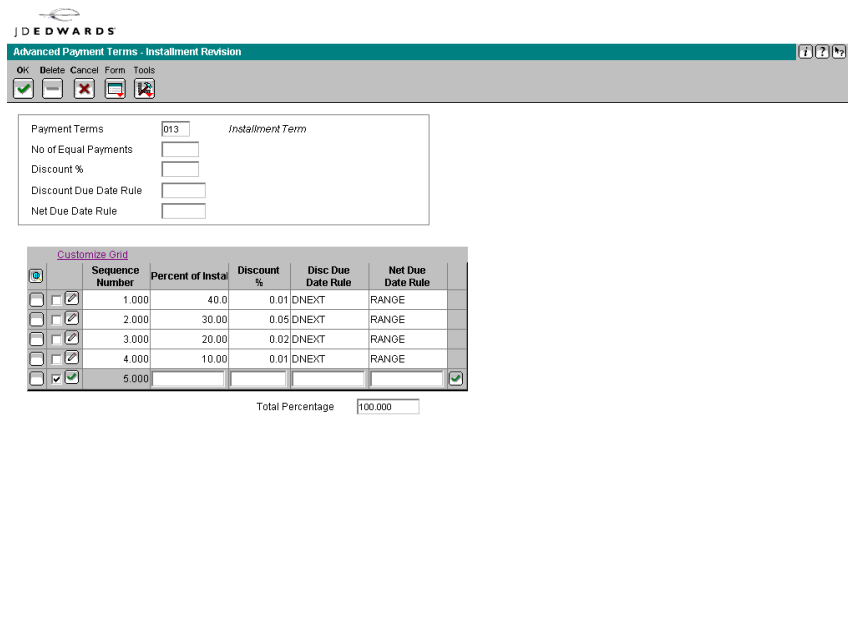 JDEDWARDS
Advanced Payment Terms - Installment Revision
i ? ?
OK Delete Cancel Form Tools
Payment Terms 013 Installment Term
No of Equal Payments
Discount %
Discount Due Date Rule
Net Due Date Rule
Customize Grid
Sequence Number Percent of Instal Discount % Disc Due Date Rule Net Due Date Rule
1.000 40.0 0.01 DNEXT RANGE
2.000 30.00 0.05 DNEXT RANGE
3.000 20.00 0.02 DNEXT RANGE
4.000 10.00 0.01 DNEXT RANGE
5.000
Total Percentage 100.000